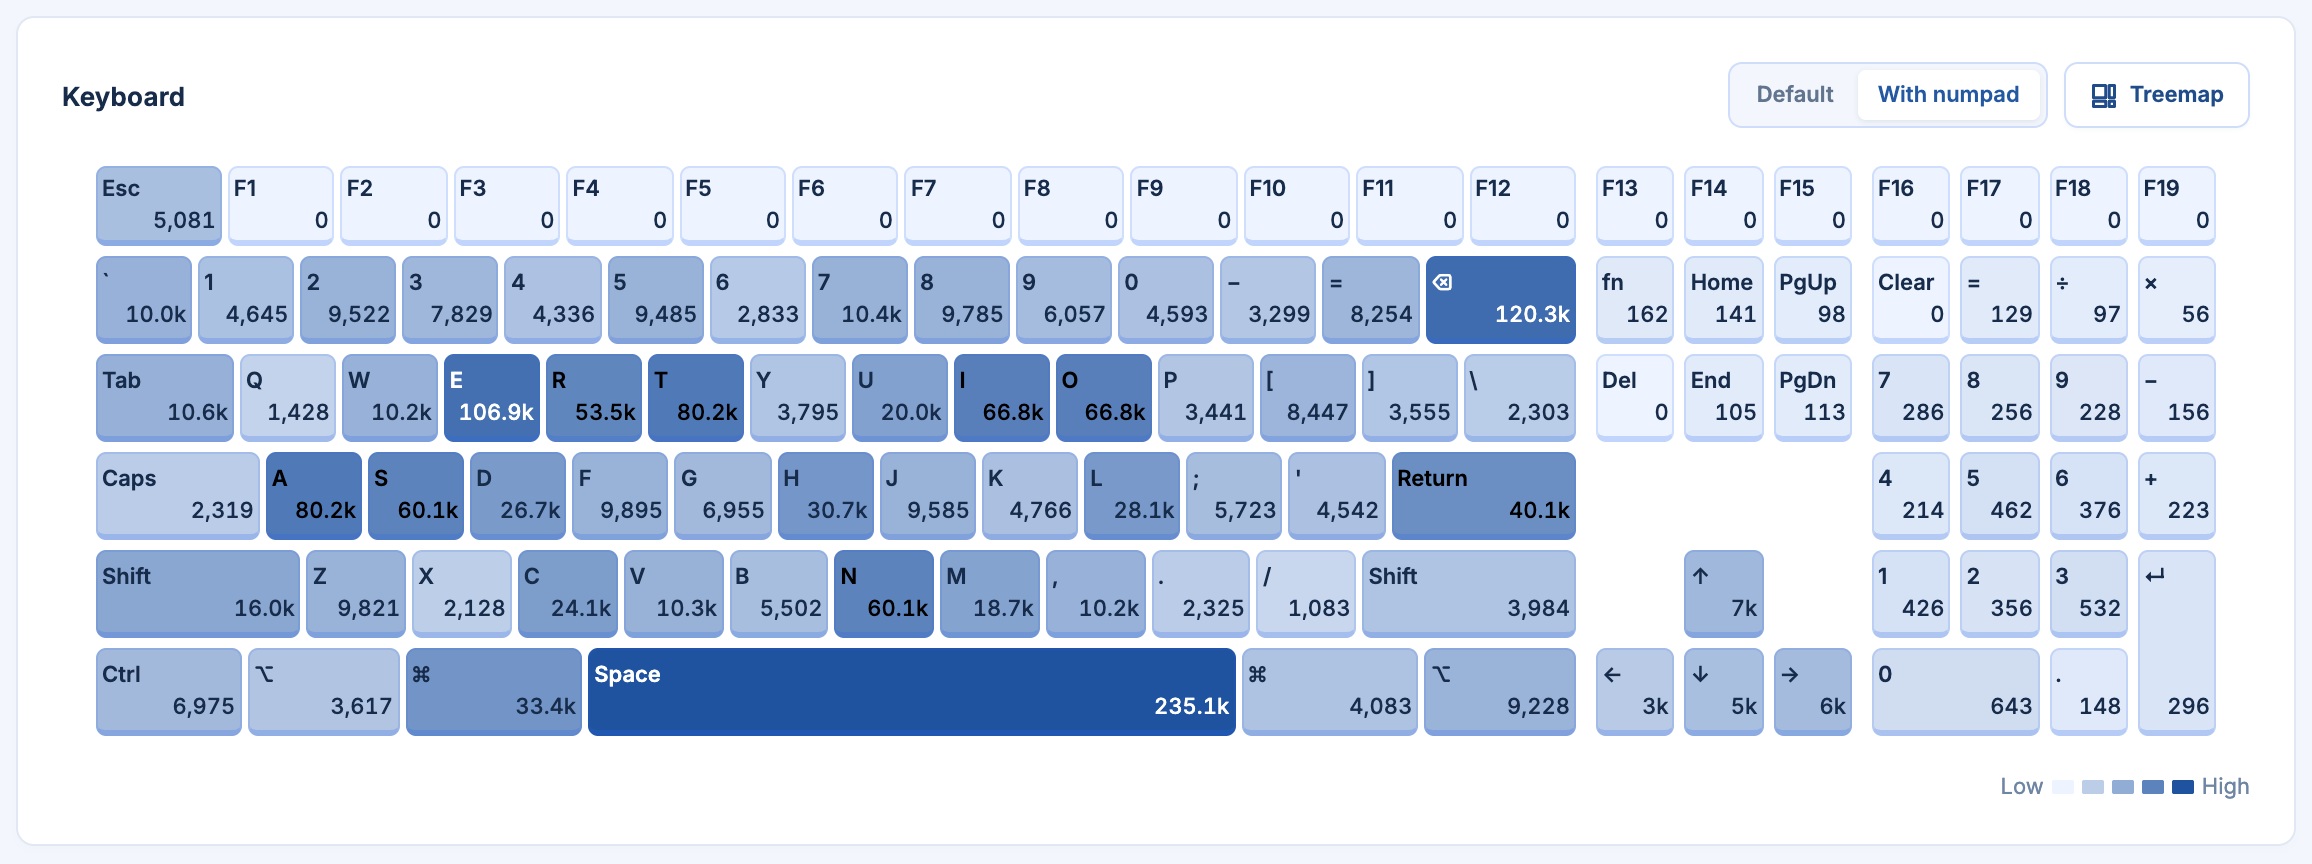 Keyboard Default With numpad Treemap
Esc F1 F2 F3 F4 F5 F6 F7 F8 F9 F10 F11 F12 F13 F14 F15 F16 F17 F18 F19
5,081 0 0 0 0 0 0 0 0 0 0 0 0 0 0 0 0 0 0 0
` 1 2 3 4 5 6 7 8 9 0 − = ⌫ fn Home PgUp Clear = ÷ ×
10.0k 4,645 9,522 7,829 4,336 9,485 2,833 10.4k 9,785 6,057 4,593 3,299 8,254 120.3k 162 141 98 0 129 97 56
Tab Q W E R T Y U I O P [ ] \ Del End PgDn 7 8 9 −
10.6k 1,428 10.2k 106.9k 53.5k 80.2k 3,795 20.0k 66.8k 66.8k 3,441 8,447 3,555 2,303 0 105 113 286 256 228 156
Caps A S D F G H J K L ; ' Return 4 5 6 +
2,319 80.2k 60.1k 26.7k 9,895 6,955 30.7k 9,585 4,766 28.1k 5,723 4,542 40.1k 214 462 376 223
Shift Z X C V B N M , . / Shift ↑ 1 2 3 ↵
16.0k 9,821 2,128 24.1k 10.3k 5,502 60.1k 18.7k 10.2k 2,325 1,083 3,984 7k 426 356 532
Ctrl ⌥ ⌘ Space ⌘ ⌥ ← ↓ → 0 .
6,975 3,617 33.4k 235.1k 4,083 9,228 3k 5k 6k 643 148 296
Low High